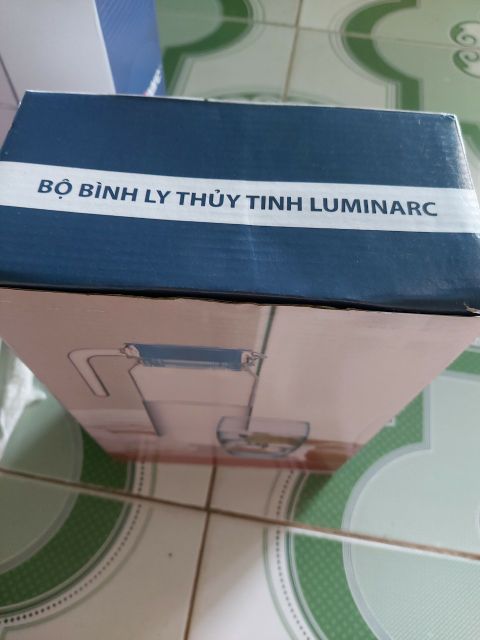 BỘ BÌNH LY THỦY TINH LUMINARC